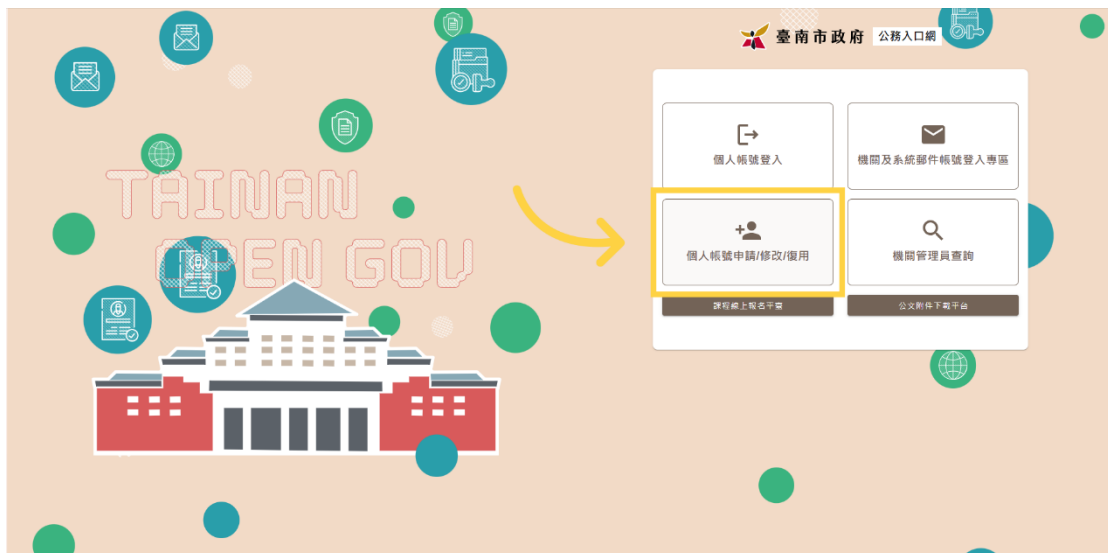 臺南市政府 公務入口網
個人帳號登入
機關及系統郵件帳號登入專區
TAINAN
OPEN GOV
個人帳號申請/修改/復用
機關管理員查詢
課程線上報名平臺
公文附件下載平台